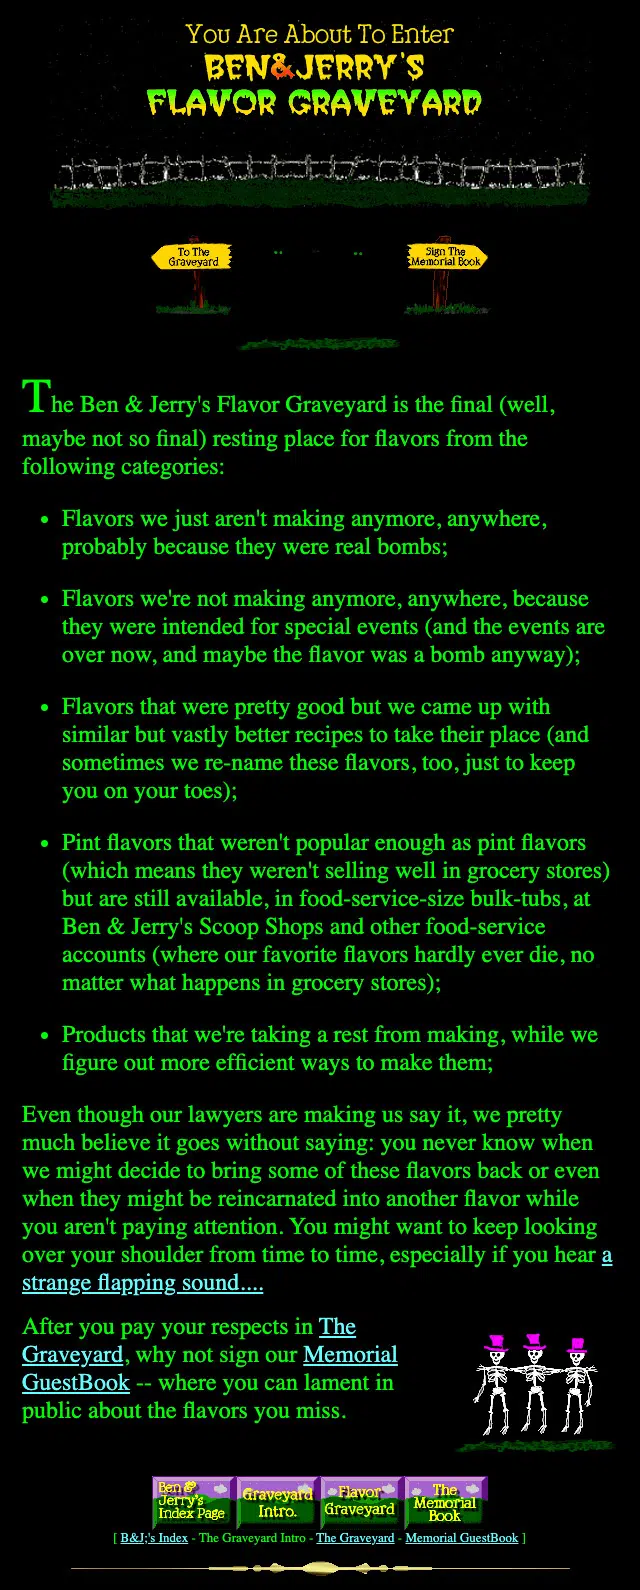 You Are About To Enter
BEN&JERRY'S
FLAVOR GRAVEYARD
To The
Graveyard
Sign The
Memorial Book
The Ben & Jerry's Flavor Graveyard is the final (well,
maybe not so final) resting place for flavors from the
following categories:
• Flavors we just aren't making anymore, anywhere,
probably because they were real bombs;
• Flavors we're not making anymore, anywhere, because
they were intended for special events (and the events are
over now, and maybe the flavor was a bomb anyway);
• Flavors that were pretty good but we came up with
similar but vastly better recipes to take their place (and
sometimes we re-name these flavors, too, just to keep
you on your toes);
• Pint flavors that weren't popular enough as pint flavors
(which means they weren't selling well in grocery stores)
but are still available, in food-service-size bulk-tubs, at
Ben & Jerry's Scoop Shops and other food-service
accounts (where our favorite flavors hardly ever die, no
matter what happens in grocery stores);
• Products that we're taking a rest from making, while we
figure out more efficient ways to make them;
Even though our lawyers are making us say it, we pretty
much believe it goes without saying: you never know when
we might decide to bring some of these flavors back or even
when they might be reincarnated into another flavor while
you aren't paying attention. You might want to keep looking
over your shoulder from time to time, especially if you hear a
strange flapping sound....
After you pay your respects in The
Graveyard, why not sign our Memorial
GuestBook -- where you can lament in
public about the flavors you miss.
Ben &
Jerry's
Index Page
Graveyard
Intro.
Flavor
Graveyard
The
Memorial
Book
[ B&J;'s Index - The Graveyard Intro - The Graveyard - Memorial GuestBook ]